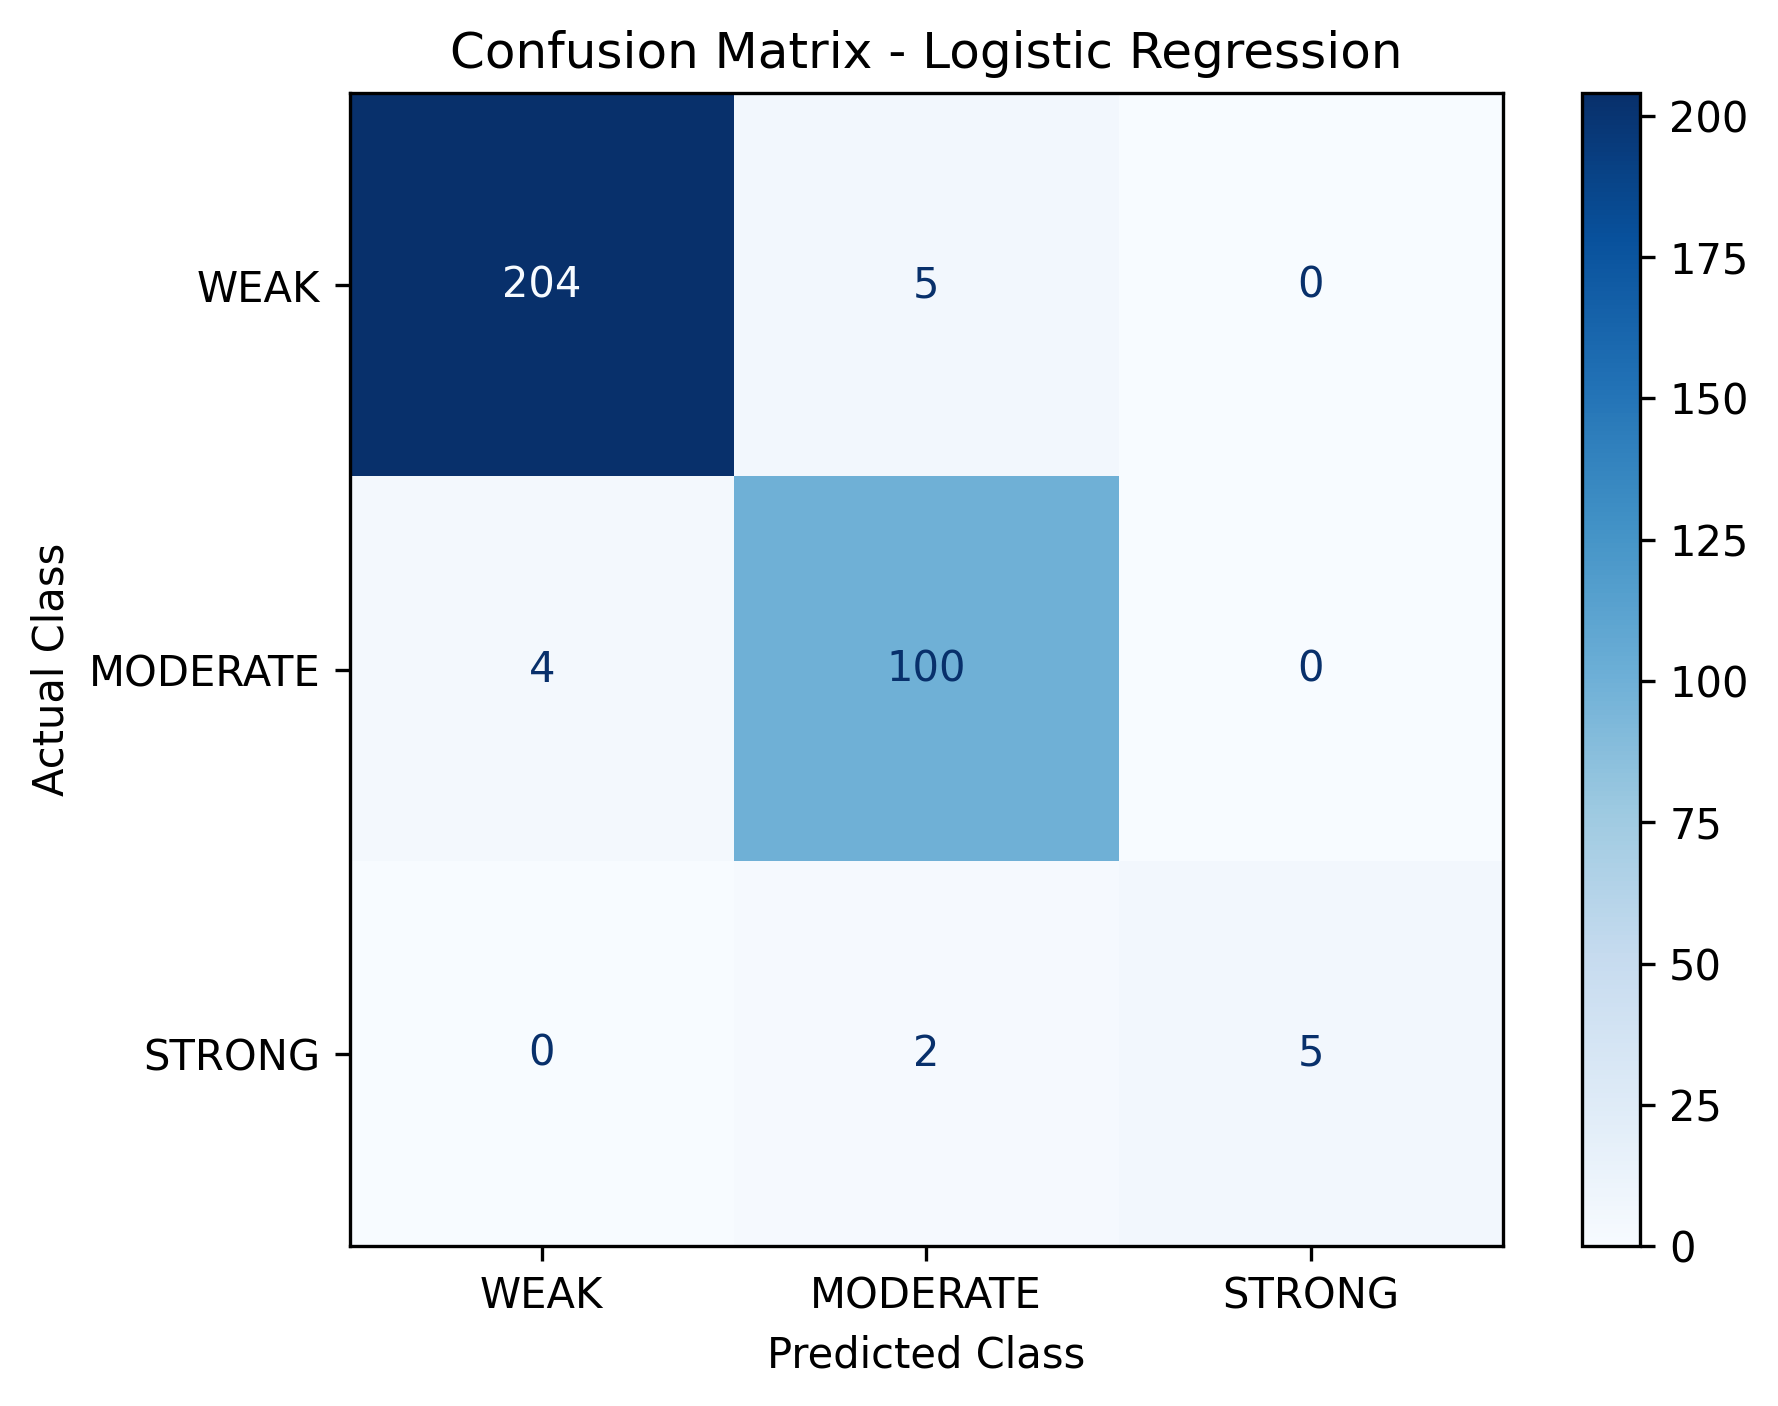 Confusion Matrix - Logistic Regression
Actual Class
WEAK 204 5 0
MODERATE 4 100 0
STRONG 0 2 5
WEAK MODERATE STRONG
Predicted Class
200
175
150
125
100
75
50
25
0